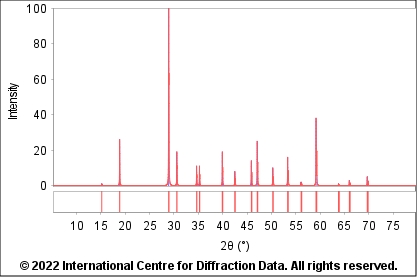 100
80
60
40
20
0
Intensity
10 15 20 25 30 35 40 45 50 55 60 65 70 75
2θ (°)
© 2022 International Centre for Diffraction Data. All rights reserved.